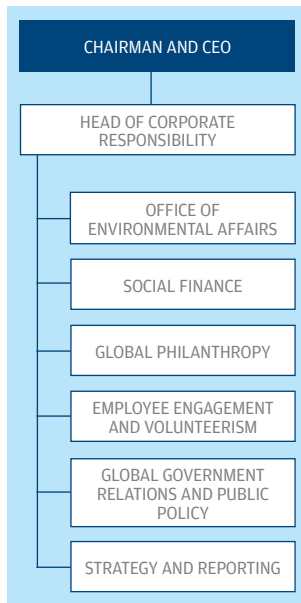 CHAIRMAN AND CEO
HEAD OF CORPORATE
RESPONSIBILITY
OFFICE OF
ENVIRONMENTAL AFFAIRS
SOCIAL FINANCE
GLOBAL PHILANTHROPY
EMPLOYEE ENGAGEMENT
AND VOLUNTEERISM
GLOBAL GOVERNMENT
RELATIONS AND PUBLIC
POLICY
STRATEGY AND REPORTING